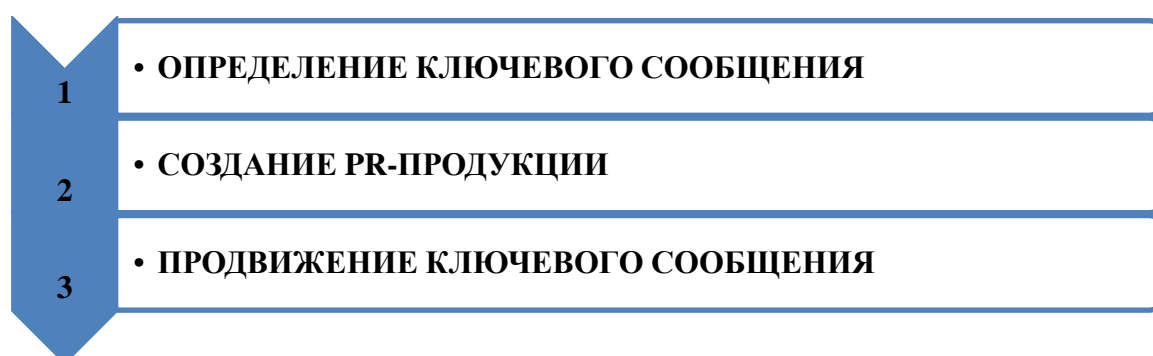 1
• ОПРЕДЕЛЕНИЕ КЛЮЧЕВОГО СООБЩЕНИЯ
2
• СОЗДАНИЕ PR-ПРОДУКЦИИ
3
• ПРОДВИЖЕНИЕ КЛЮЧЕВОГО СООБЩЕНИЯ